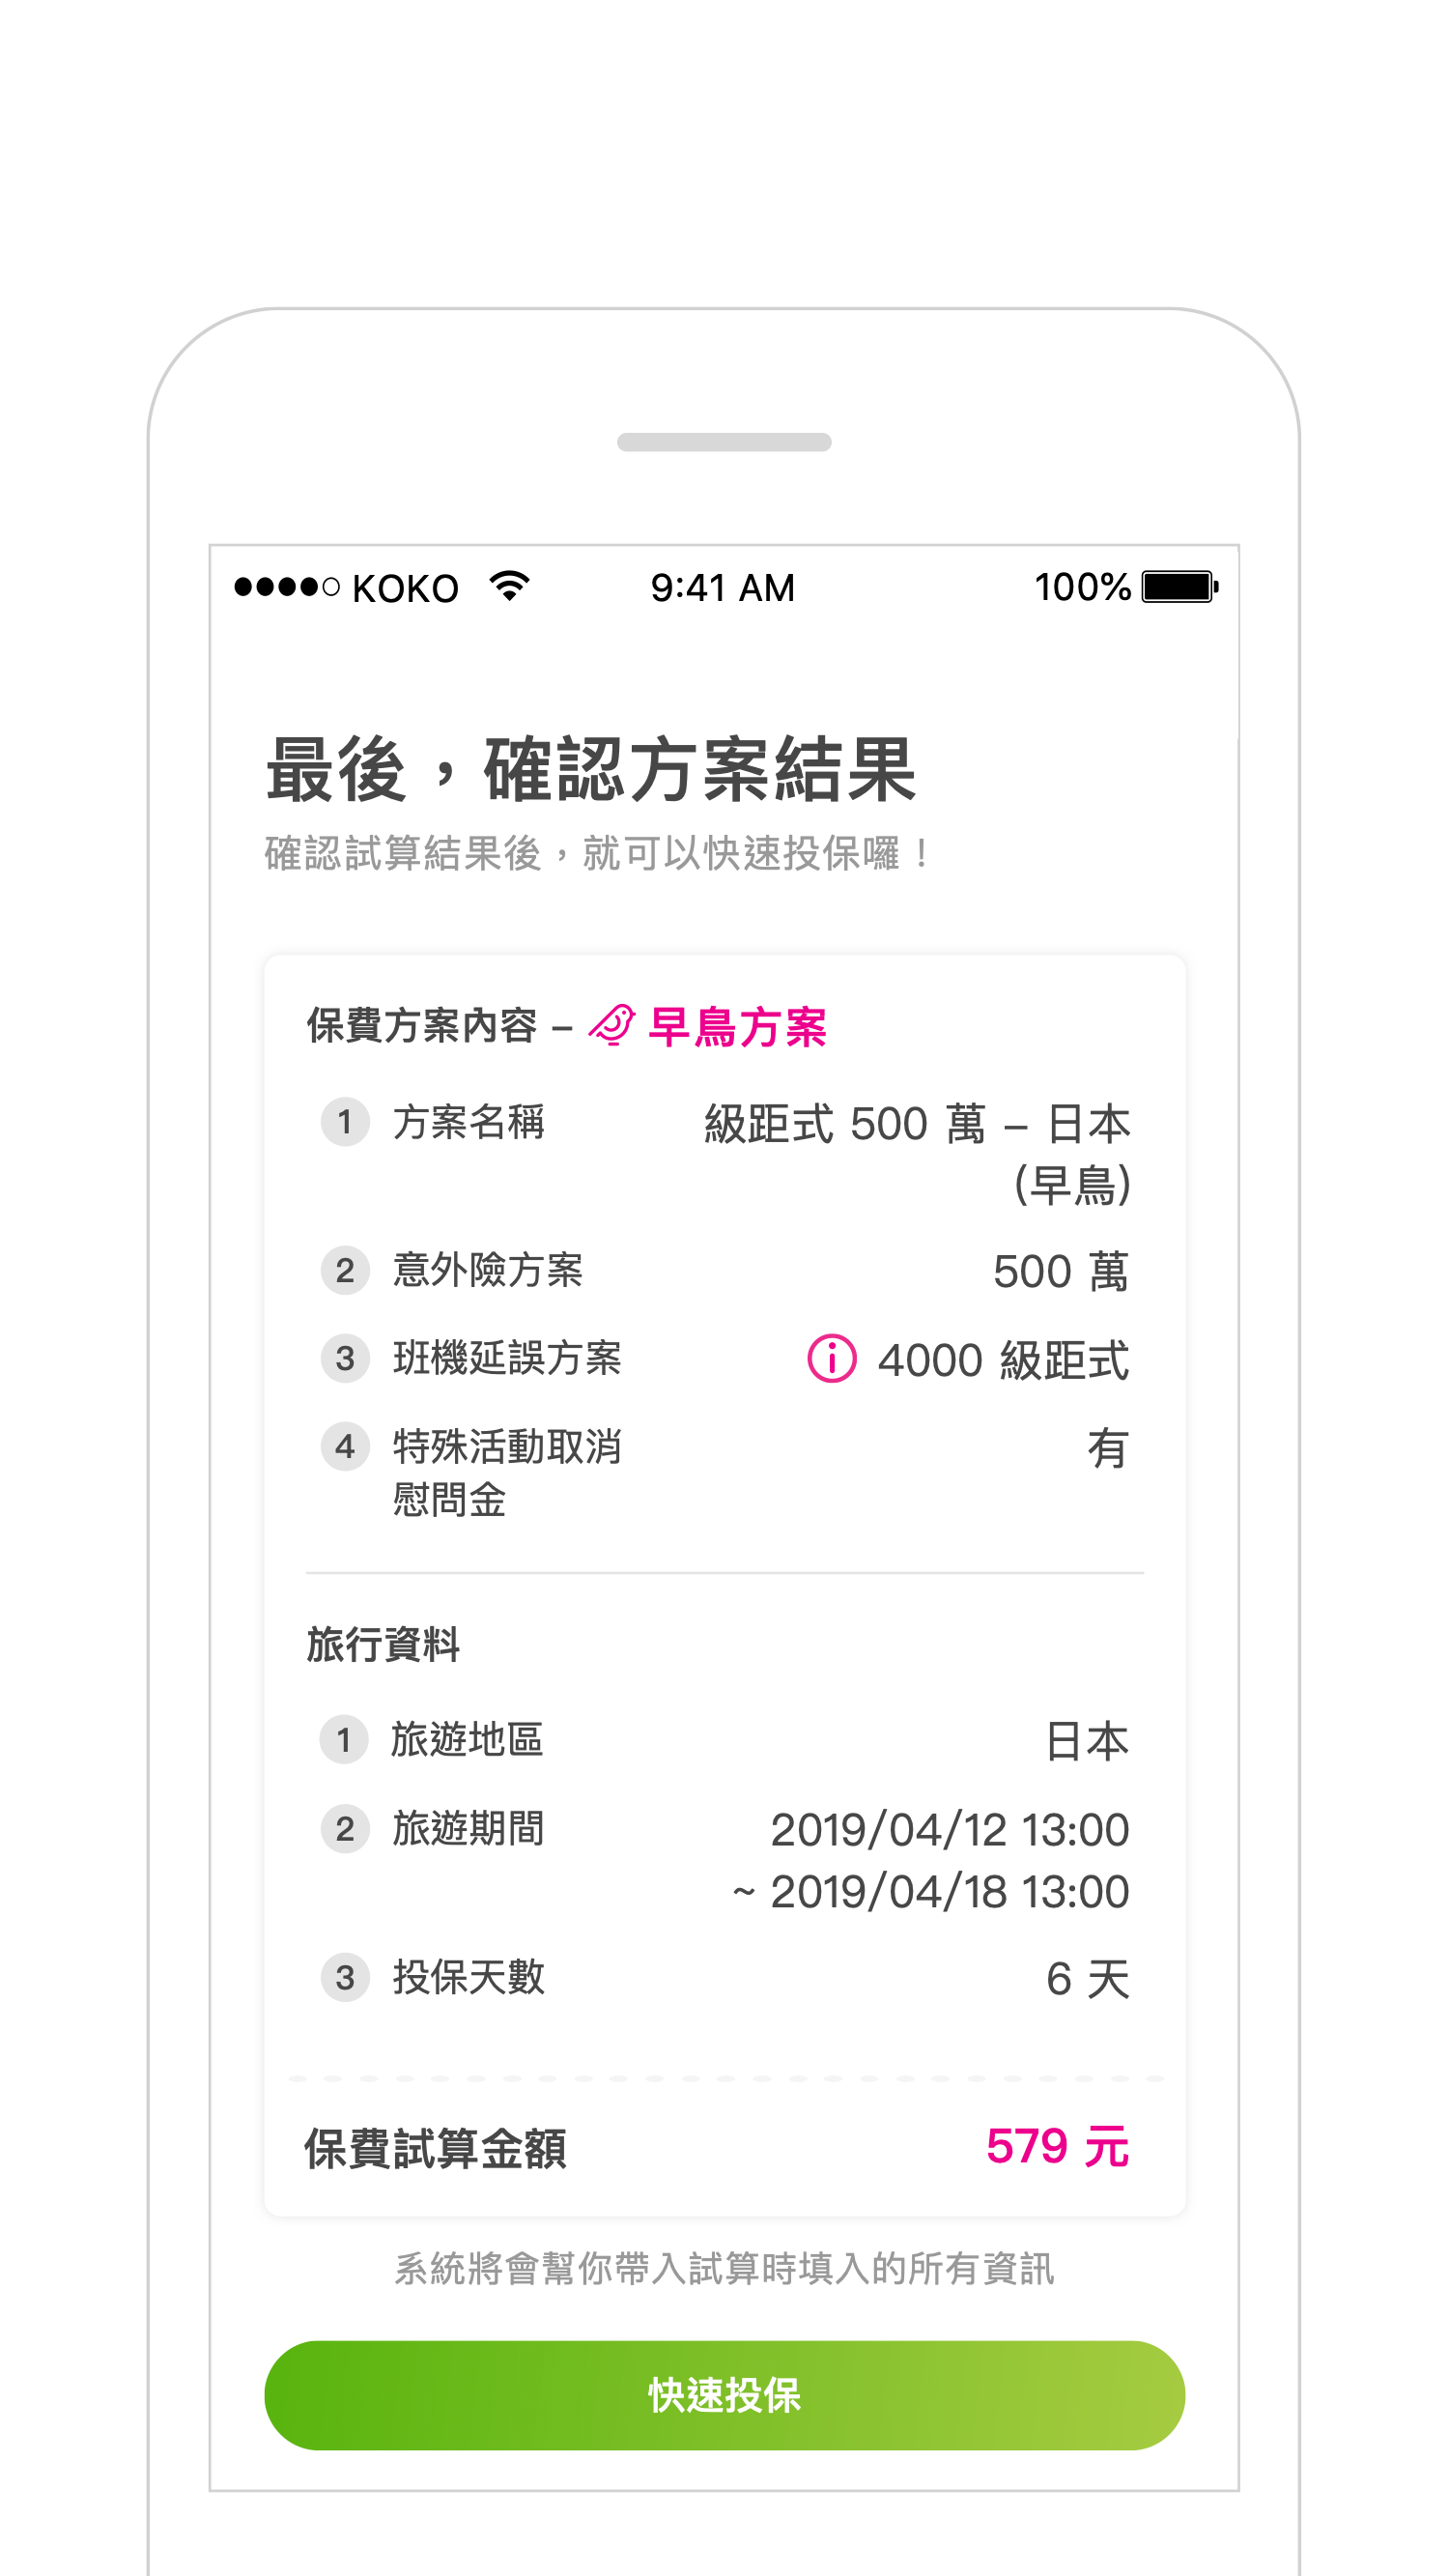 KOKO 9:41 AM 100%
最後，確認方案結果
確認試算結果後，就可以快速投保囉！
保費方案內容 – 早鳥方案
1 方案名稱 級距式 500 萬 – 日本
(早鳥)
2 意外險方案 500 萬
3 班機延誤方案 4000 級距式
4 特殊活動取消 有
慰問金
旅行資料
1 旅遊地區 日本
2 旅遊期間 2019/04/12 13:00
~ 2019/04/18 13:00
3 投保天數 6 天
保費試算金額 579 元
系統將會幫你帶入試算時填入的所有資訊
快速投保